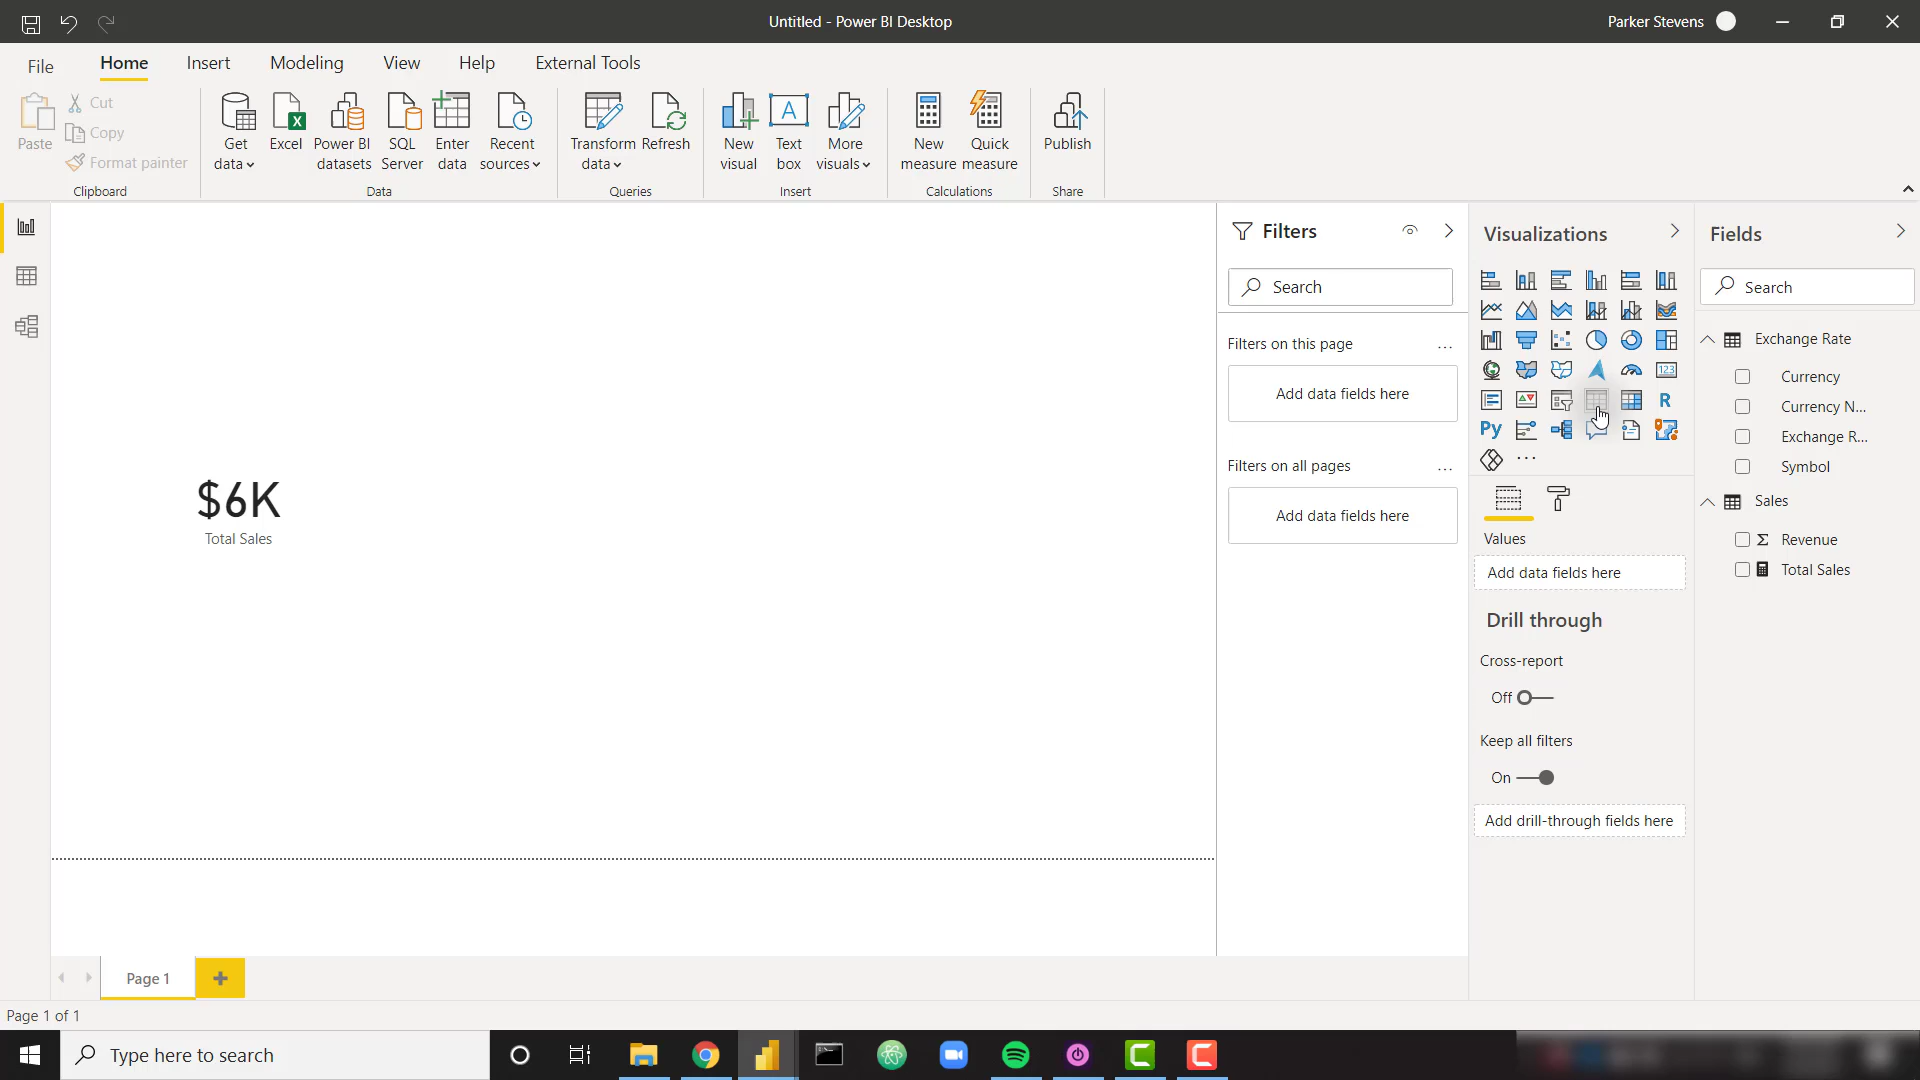 Untitled - Power BI Desktop
Parker Stevens
File
Home
Insert
Modeling
View
Help
External Tools
Paste
Cut
Copy
Format painter
Clipboard
Get data
Excel
Power BI datasets
SQL Server
Enter data
Recent sources
Data
Transform data
Refresh
Queries
New visual
Text box
More visuals
Insert
New measure
Quick measure
Calculations
Publish
Share
$6K
Total Sales
Filters
Search
Filters on this page
...
Add data fields here
Filters on all pages
...
Add data fields here
Visualizations
123
R
Py
...
Values
Add data fields here
Drill through
Cross-report
Off
Keep all filters
On
Add drill-through fields here
Fields
Search
Exchange Rate
Currency
Currency N...
Exchange R...
Symbol
Sales
Σ Revenue
Total Sales
Page 1
Page 1 of 1
Type here to search